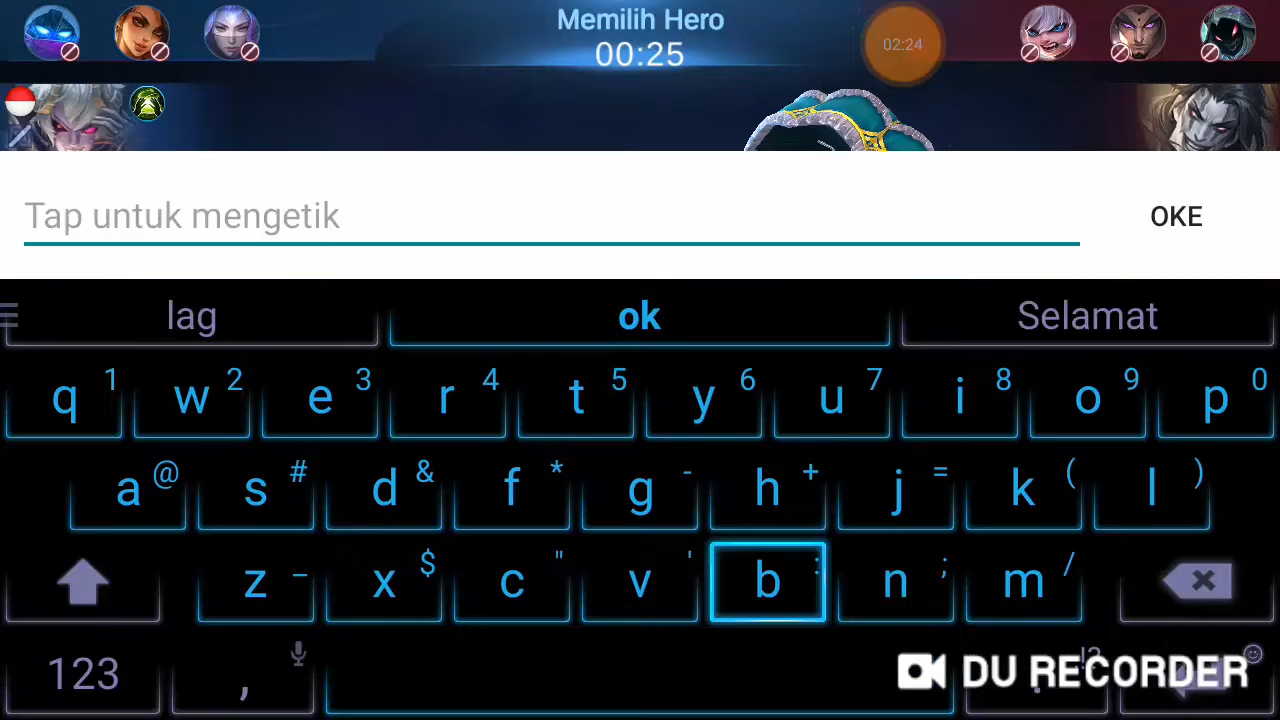 Memilih Hero
00:25
02:24
Tap untuk mengetik
OKE
lag
ok
Selamat
q 1 w 2 e 3 r 4 t 5 y 6 u 7 i 8 o 9 p 0
a @ s # d & f * g - h + j = k ( l )
z _ x $ c " v ' b : n ; m /
123 , . !?
DU RECORDER